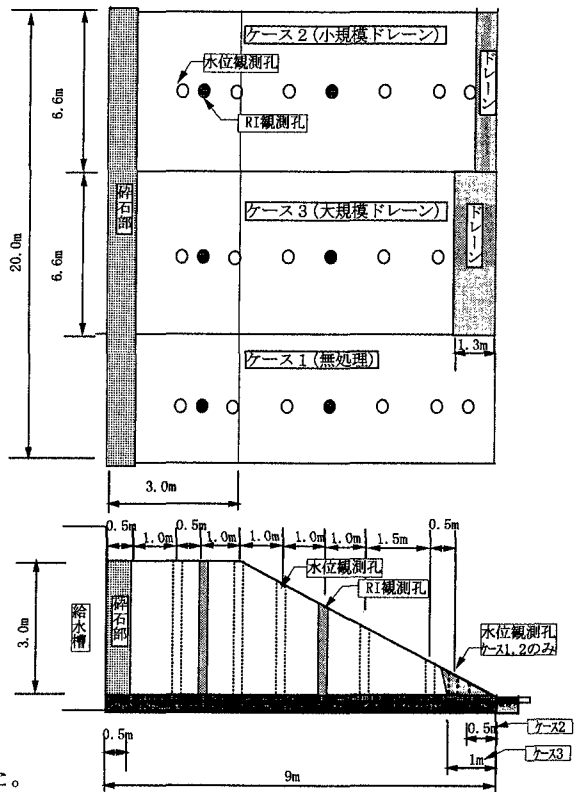 ケース2(小規模ドレーン)
水位観測孔
RI観測孔
ドレーン
6.6m
砕石部
ケース3(大規模ドレーン)
ドレーン
20.0m
6.6m
1.3m
ケース1(無処理)
3.0m
0.5m
1.0m
0.5m
1.0m
1.0m
1.0m
1.0m
1.5m
0.5m
水位観測孔
RI観測孔
給水槽
3.0m
砕石部
水位観測孔
ケース1,2のみ
0.5m
0.5m
ケース2
1m
ケース3
9m
。